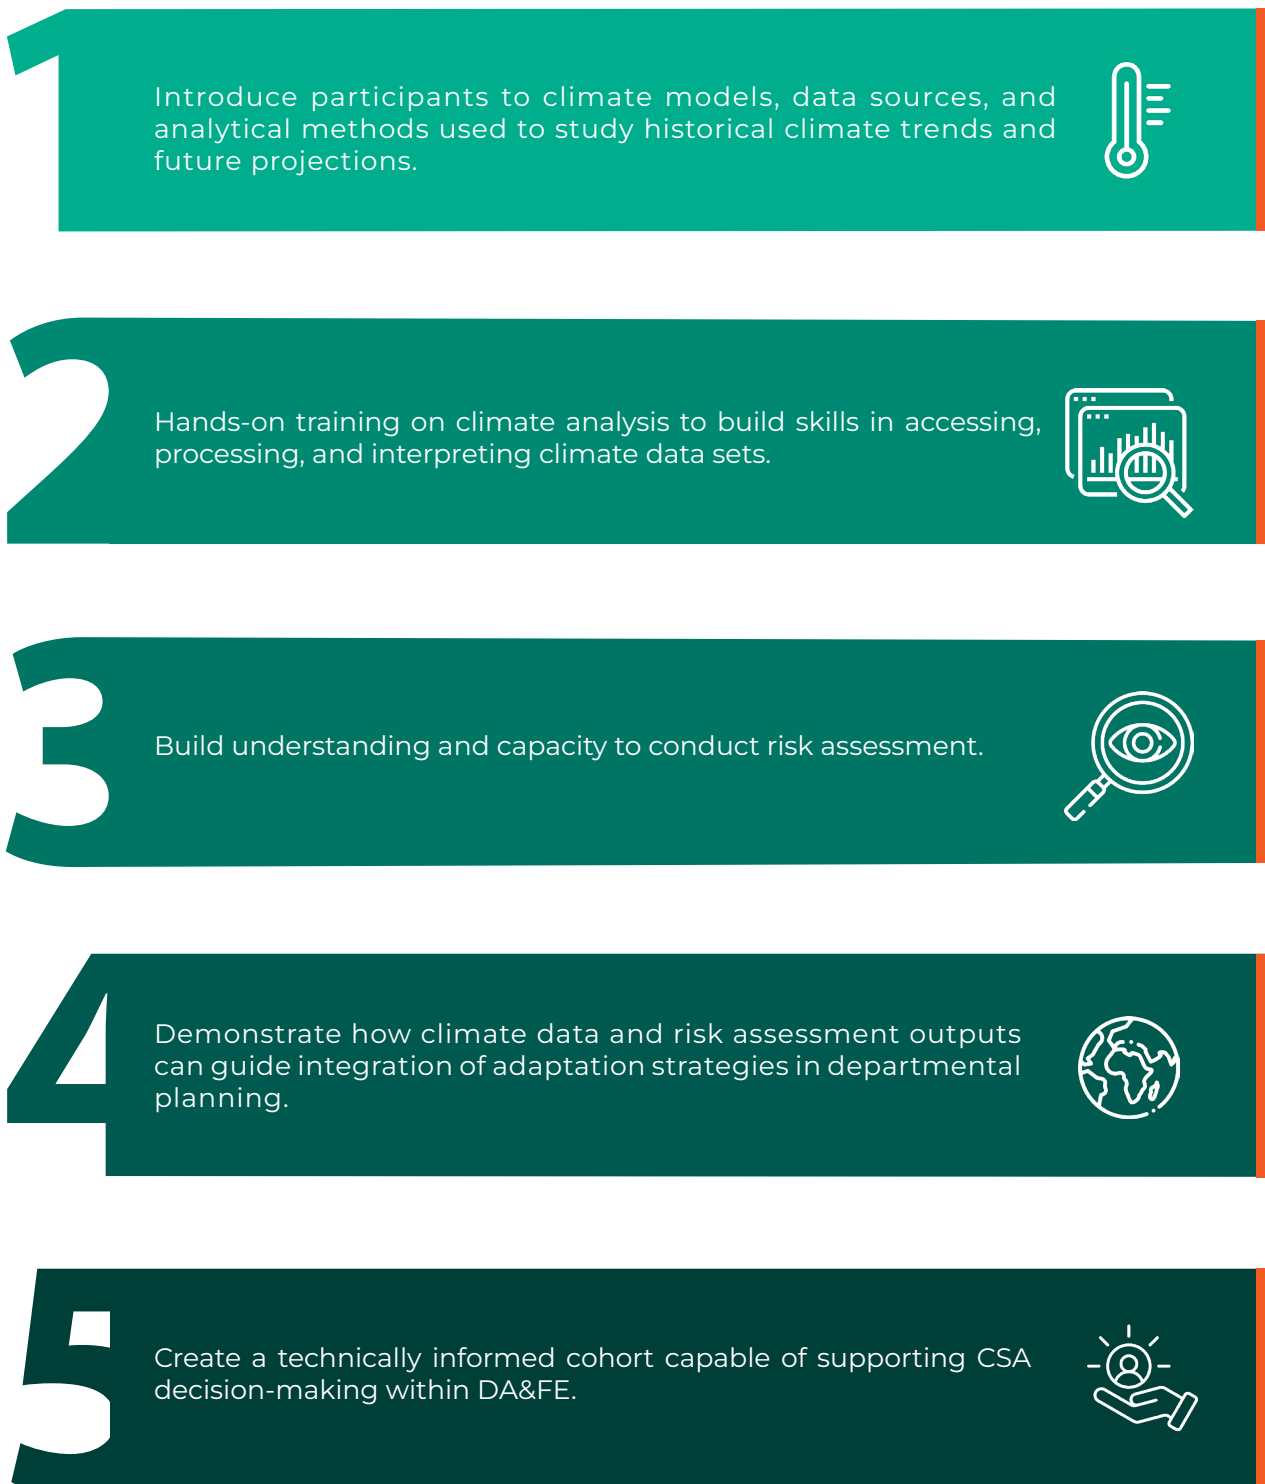 1
Introduce participants to climate models, data sources, and
analytical methods used to study historical climate trends and
future projections.
2
Hands-on training on climate analysis to build skills in accessing,
processing, and interpreting climate data sets.
3
Build understanding and capacity to conduct risk assessment.
4
Demonstrate how climate data and risk assessment outputs
can guide integration of adaptation strategies in departmental
planning.
5
Create a technically informed cohort capable of supporting CSA
decision-making within DA&FE.